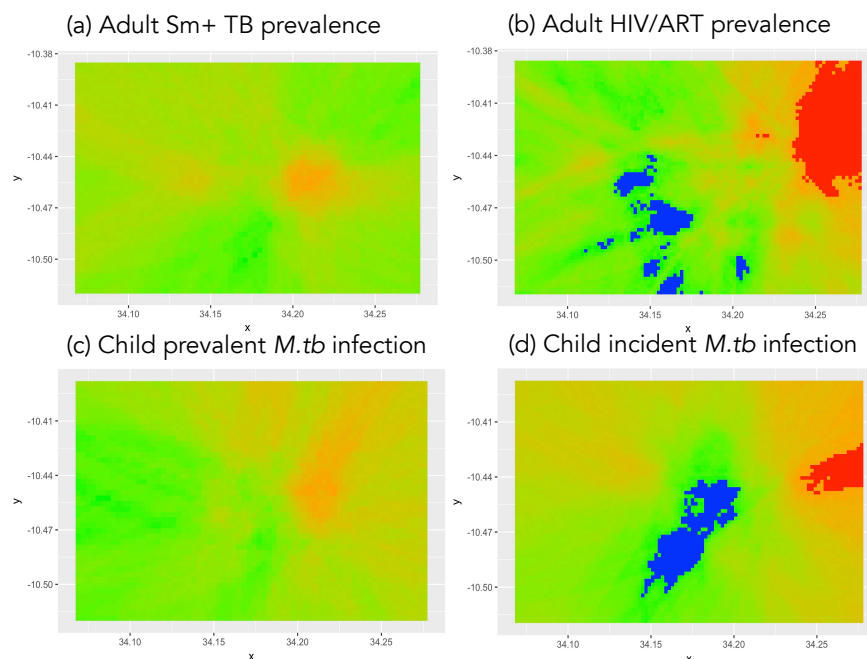 (a) Adult Sm+ TB prevalence
-10.38
-10.41
-10.44
y
-10.47
-10.50
34.10
34.15
34.20
34.25
x
(b) Adult HIV/ART prevalence
-10.38
-10.41
-10.44
y
-10.47
-10.50
34.10
34.15
34.20
34.25
x
(c) Child prevalent M.tb infection
-10.41
-10.44
y
-10.47
-10.50
34.10
34.15
34.20
34.25
x
(d) Child incident M.tb infection
-10.41
-10.44
y
-10.47
-10.50
34.10
34.15
34.20
34.25
x